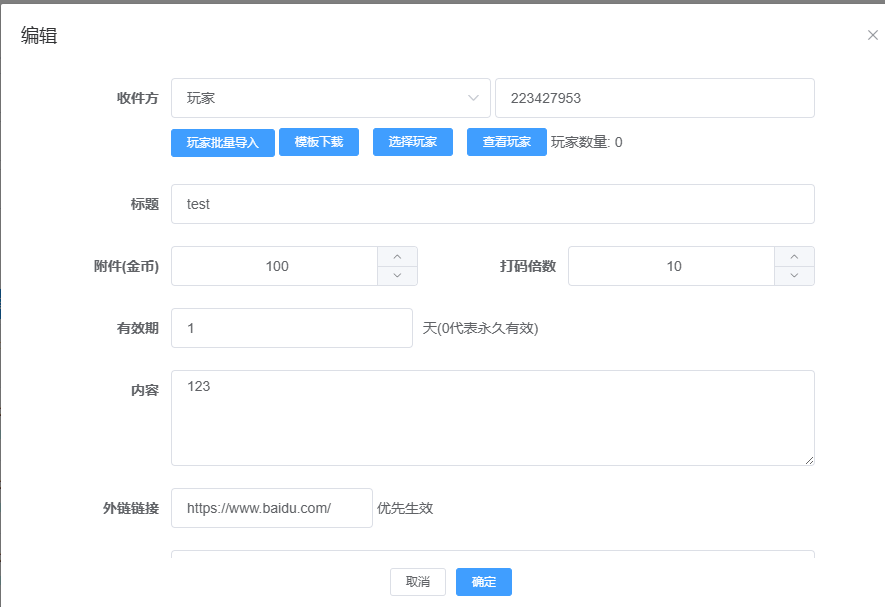 编辑
收件方 玩家 223427953
玩家批量导入 模板下载 选择玩家 查看玩家 玩家数量: 0
标题 test
附件(金币) 100 打码倍数 10
有效期 1 天(0代表永久有效)
内容 123
外链链接 https://www.baidu.com/ 优先生效
取消 确定